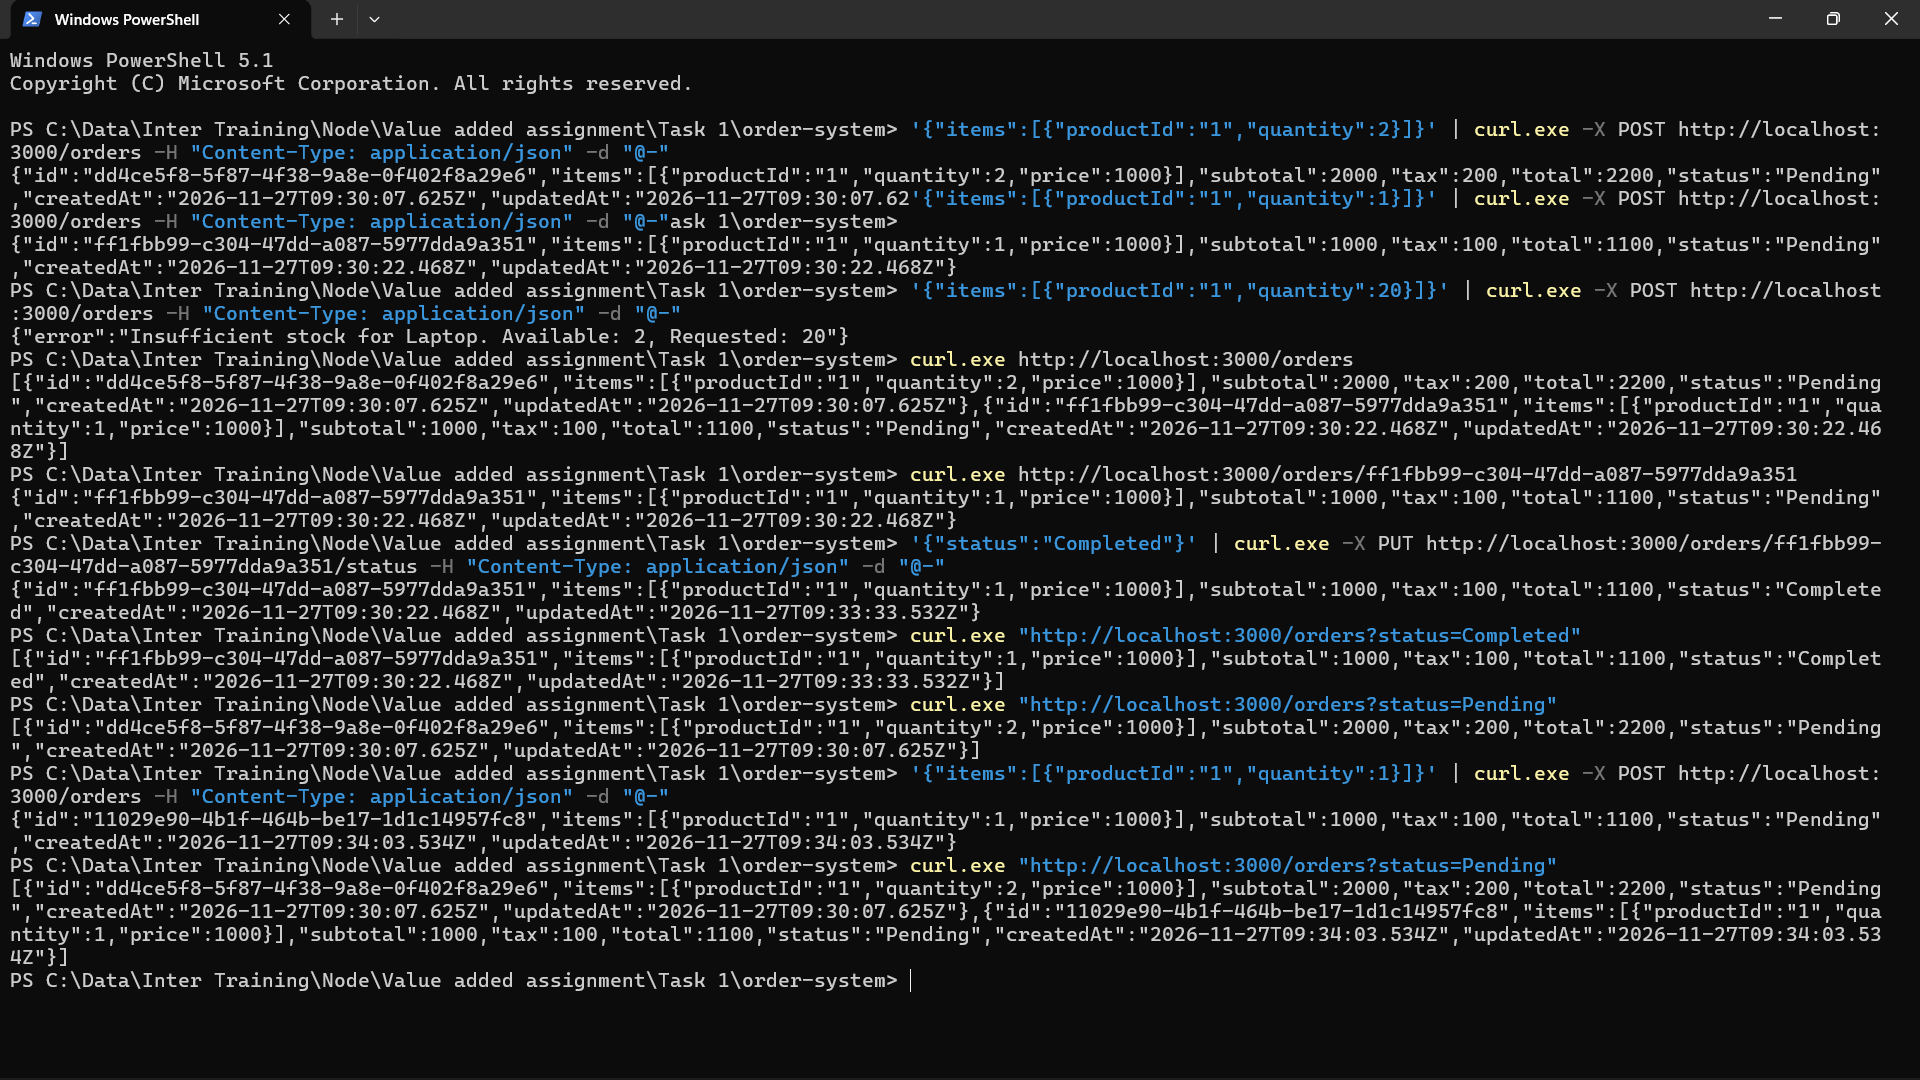 Windows PowerShell
Windows PowerShell 5.1
Copyright (C) Microsoft Corporation. All rights reserved.
PS C:\Data\Inter Training\Node\Value added assignment\Task 1\order-system> '{"items":[{"productId":"1","quantity":2}]}' | curl.exe -X POST http://localhost:
3000/orders -H "Content-Type: application/json" -d "@-"
{"id":"dd4ce5f8-5f87-4f38-9a8e-0f402f8a29e6","items":[{"productId":"1","quantity":2,"price":1000}],"subtotal":2000,"tax":200,"total":2200,"status":"Pending"
,"createdAt":"2026-11-27T09:30:07.625Z","updatedAt":"2026-11-27T09:30:07.62'{"items":[{"productId":"1","quantity":1}]}' | curl.exe -X POST http://localhost:
3000/orders -H "Content-Type: application/json" -d "@-"ask 1\order-system>
{"id":"ff1fbb99-c304-47dd-a087-5977dda9a351","items":[{"productId":"1","quantity":1,"price":1000}],"subtotal":1000,"tax":100,"total":1100,"status":"Pending"
,"createdAt":"2026-11-27T09:30:22.468Z","updatedAt":"2026-11-27T09:30:22.468Z"}
PS C:\Data\Inter Training\Node\Value added assignment\Task 1\order-system> '{"items":[{"productId":"1","quantity":20}]}' | curl.exe -X POST http://localhost
:3000/orders -H "Content-Type: application/json" -d "@-"
{"error":"Insufficient stock for Laptop. Available: 2, Requested: 20"}
PS C:\Data\Inter Training\Node\Value added assignment\Task 1\order-system> curl.exe http://localhost:3000/orders
[{"id":"dd4ce5f8-5f87-4f38-9a8e-0f402f8a29e6","items":[{"productId":"1","quantity":2,"price":1000}],"subtotal":2000,"tax":200,"total":2200,"status":"Pending
","createdAt":"2026-11-27T09:30:07.625Z","updatedAt":"2026-11-27T09:30:07.625Z"},{"id":"ff1fbb99-c304-47dd-a087-5977dda9a351","items":[{"productId":"1","qua
ntity":1,"price":1000}],"subtotal":1000,"tax":100,"total":1100,"status":"Pending","createdAt":"2026-11-27T09:30:22.468Z","updatedAt":"2026-11-27T09:30:22.46
8Z"}]
PS C:\Data\Inter Training\Node\Value added assignment\Task 1\order-system> curl.exe http://localhost:3000/orders/ff1fbb99-c304-47dd-a087-5977dda9a351
{"id":"ff1fbb99-c304-47dd-a087-5977dda9a351","items":[{"productId":"1","quantity":1,"price":1000}],"subtotal":1000,"tax":100,"total":1100,"status":"Pending"
,"createdAt":"2026-11-27T09:30:22.468Z","updatedAt":"2026-11-27T09:30:22.468Z"}
PS C:\Data\Inter Training\Node\Value added assignment\Task 1\order-system> '{"status":"Completed"}' | curl.exe -X PUT http://localhost:3000/orders/ff1fbb99-
c304-47dd-a087-5977dda9a351/status -H "Content-Type: application/json" -d "@-"
{"id":"ff1fbb99-c304-47dd-a087-5977dda9a351","items":[{"productId":"1","quantity":1,"price":1000}],"subtotal":1000,"tax":100,"total":1100,"status":"Complete
d","createdAt":"2026-11-27T09:30:22.468Z","updatedAt":"2026-11-27T09:33:33.532Z"}
PS C:\Data\Inter Training\Node\Value added assignment\Task 1\order-system> curl.exe "http://localhost:3000/orders?status=Completed"
[{"id":"ff1fbb99-c304-47dd-a087-5977dda9a351","items":[{"productId":"1","quantity":1,"price":1000}],"subtotal":1000,"tax":100,"total":1100,"status":"Complet
ed","createdAt":"2026-11-27T09:30:22.468Z","updatedAt":"2026-11-27T09:33:33.532Z"}]
PS C:\Data\Inter Training\Node\Value added assignment\Task 1\order-system> curl.exe "http://localhost:3000/orders?status=Pending"
[{"id":"dd4ce5f8-5f87-4f38-9a8e-0f402f8a29e6","items":[{"productId":"1","quantity":2,"price":1000}],"subtotal":2000,"tax":200,"total":2200,"status":"Pending
","createdAt":"2026-11-27T09:30:07.625Z","updatedAt":"2026-11-27T09:30:07.625Z"}]
PS C:\Data\Inter Training\Node\Value added assignment\Task 1\order-system> '{"items":[{"productId":"1","quantity":1}]}' | curl.exe -X POST http://localhost:
3000/orders -H "Content-Type: application/json" -d "@-"
{"id":"11029e90-4b1f-464b-be17-1d1c14957fc8","items":[{"productId":"1","quantity":1,"price":1000}],"subtotal":1000,"tax":100,"total":1100,"status":"Pending"
,"createdAt":"2026-11-27T09:34:03.534Z","updatedAt":"2026-11-27T09:34:03.534Z"}
PS C:\Data\Inter Training\Node\Value added assignment\Task 1\order-system> curl.exe "http://localhost:3000/orders?status=Pending"
[{"id":"dd4ce5f8-5f87-4f38-9a8e-0f402f8a29e6","items":[{"productId":"1","quantity":2,"price":1000}],"subtotal":2000,"tax":200,"total":2200,"status":"Pending
","createdAt":"2026-11-27T09:30:07.625Z","updatedAt":"2026-11-27T09:30:07.625Z"},{"id":"11029e90-4b1f-464b-be17-1d1c14957fc8","items":[{"productId":"1","qua
ntity":1,"price":1000}],"subtotal":1000,"tax":100,"total":1100,"status":"Pending","createdAt":"2026-11-27T09:34:03.534Z","updatedAt":"2026-11-27T09:34:03.53
4Z"}]
PS C:\Data\Inter Training\Node\Value added assignment\Task 1\order-system>